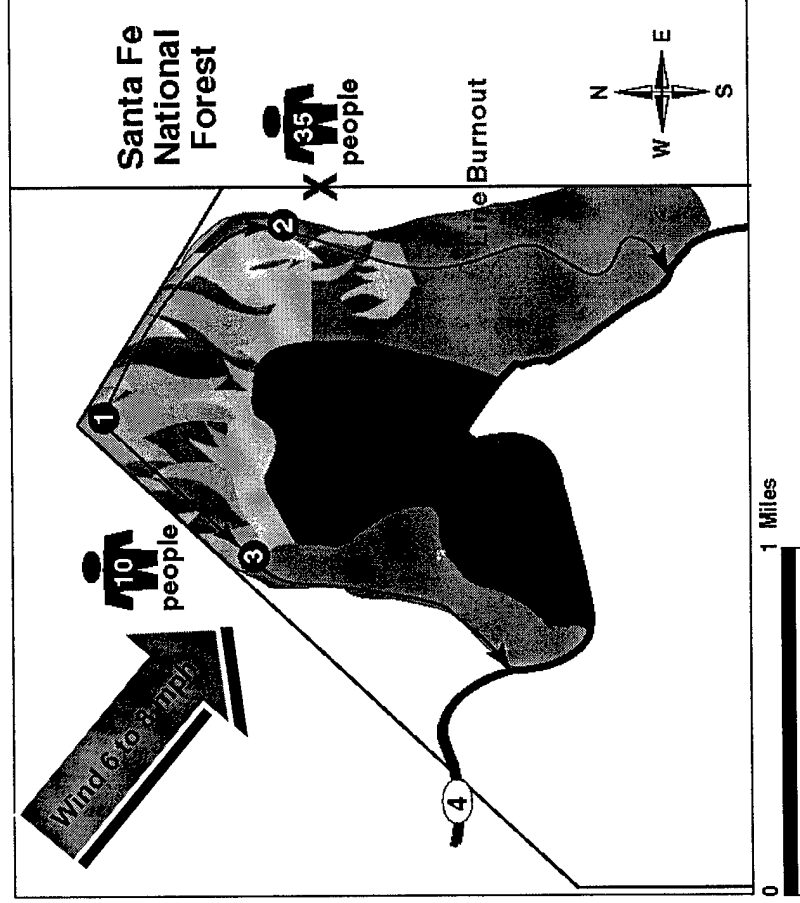 Wind 6 to 8 mph
10
people
1
2
3
4
Santa Fe
National
Forest
35
people
X
Line Burnout
N
W
E
S
0
1 Miles